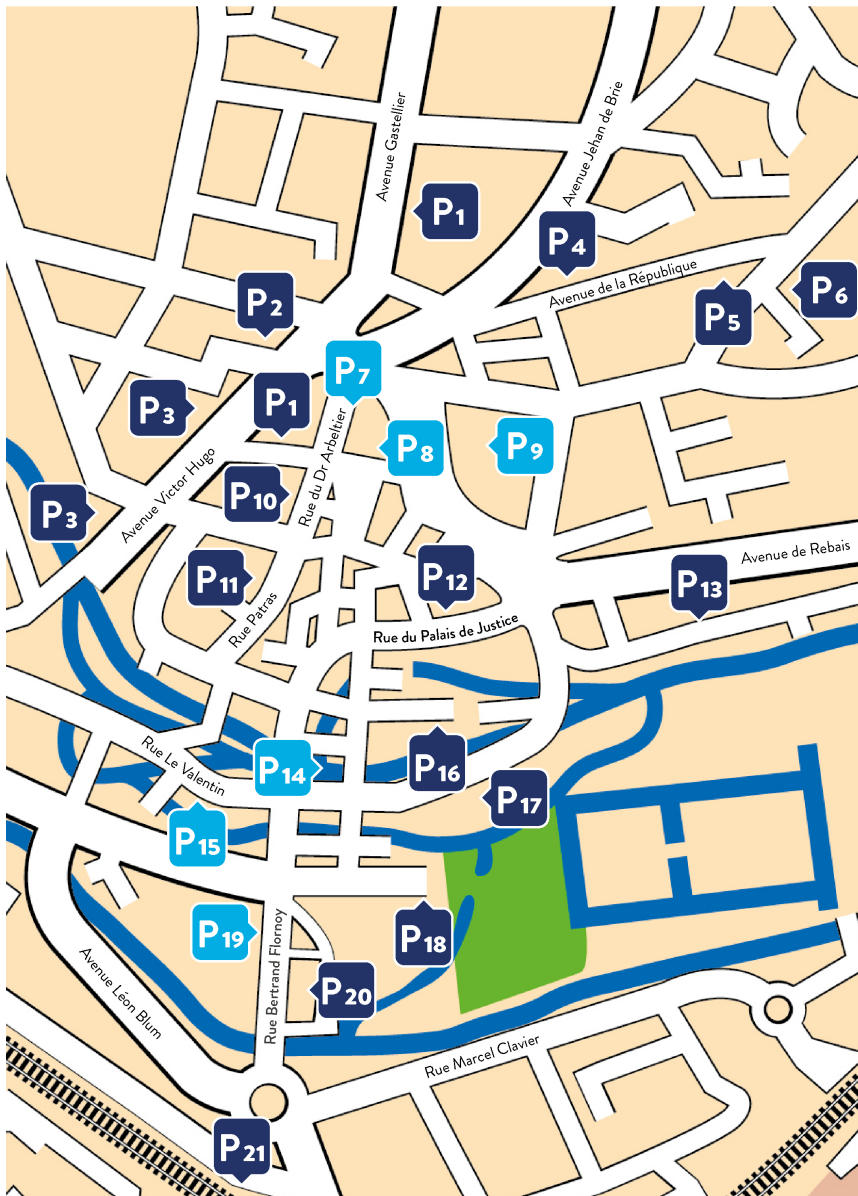 Avenue Gastellier
Avenue Jehan de Brie
P1
P4
Avenue de la République
P2
P6
P5
P7
P3
P1
Rue du Dr Arbeltier
P8
P9
Avenue Victor Hugo
P10
P3
Avenue de Rebais
P11
P12
P13
Rue Patras
Rue du Palais de Justice
P14
P16
Rue Le Valentin
P17
P15
P19
P18
Rue Bertrand Flornoy
P20
Avenue Léon Blum
Rue Marcel Clavier
P21